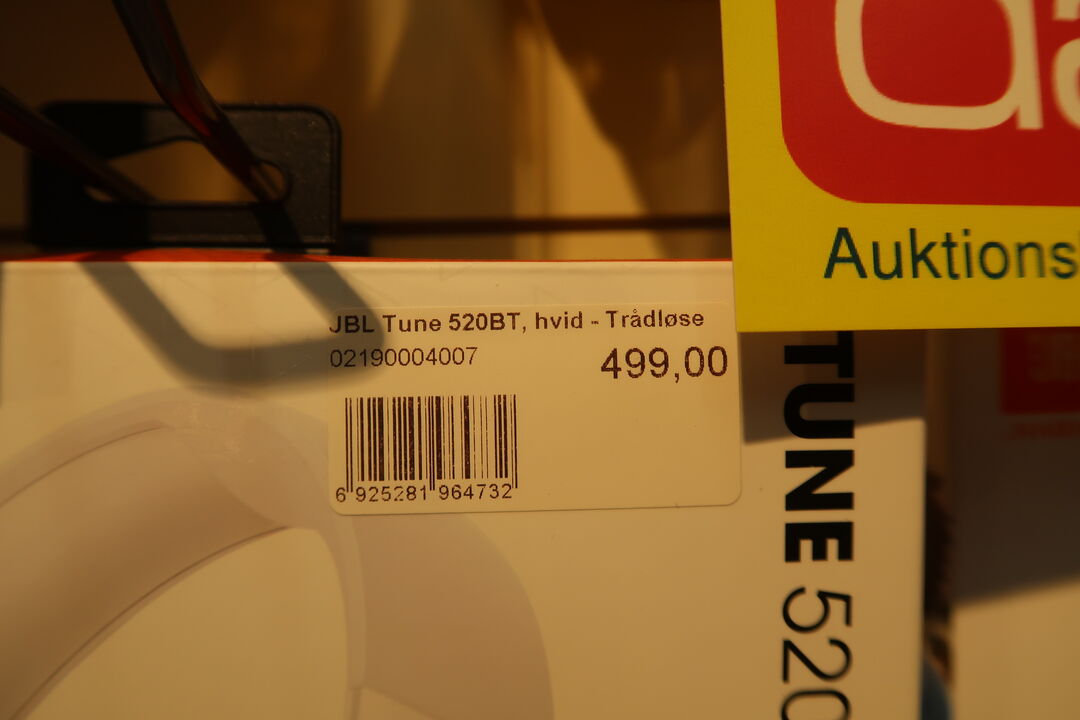 Auktions
JBL Tune 520BT, hvid - Trådløse
02190004007
499,00
6 925281 964732
TUNE 520